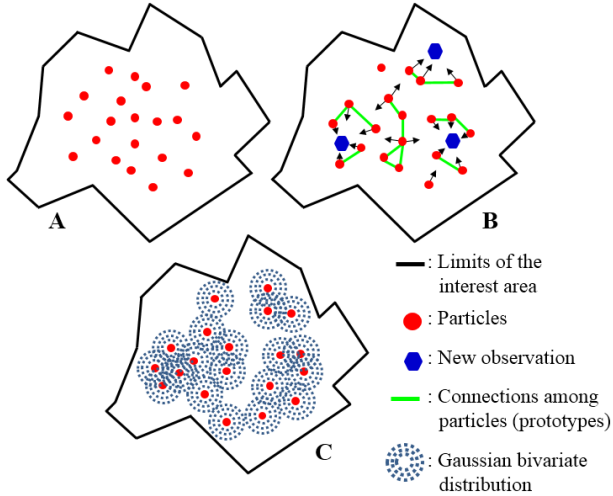 A
B
C
: Limits of the
interest area
: Particles
: New observation
: Connections among
particles (prototypes)
: Gaussian bivariate
distribution